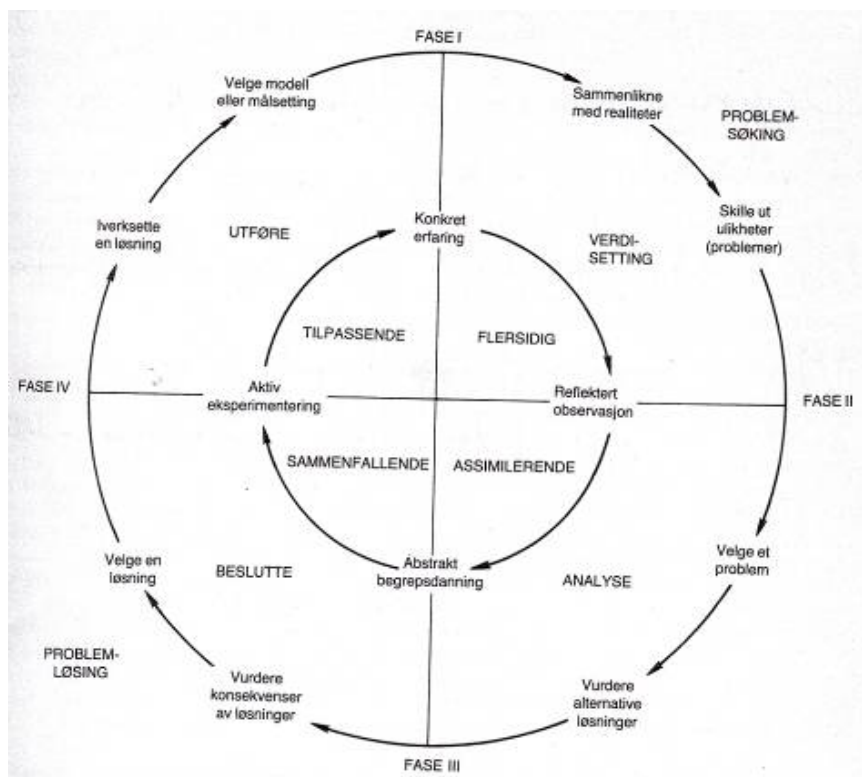 FASE I
Velge modell
eller målsetting
Sammenlikne
med realiteter
PROBLEM-
SØKING
Iverksette
en løsning
UTFØRE
Konkret
erfaring
VERDI-
SETTING
Skille ut
ulikheter
(problemer)
TILPASSENDE
FLERSIDIG
FASE IV
Aktiv
eksperimentering
Reflektert
observasjon
FASE II
SAMMENFALLENDE
ASSIMILERENDE
Velge en
løsning
BESLUTTE
Abstrakt
begrepsdanning
ANALYSE
Velge et
problem
PROBLEM-
LØSING
Vurdere
konsekvenser
av løsninger
Vurdere
alternative
løsninger
FASE III